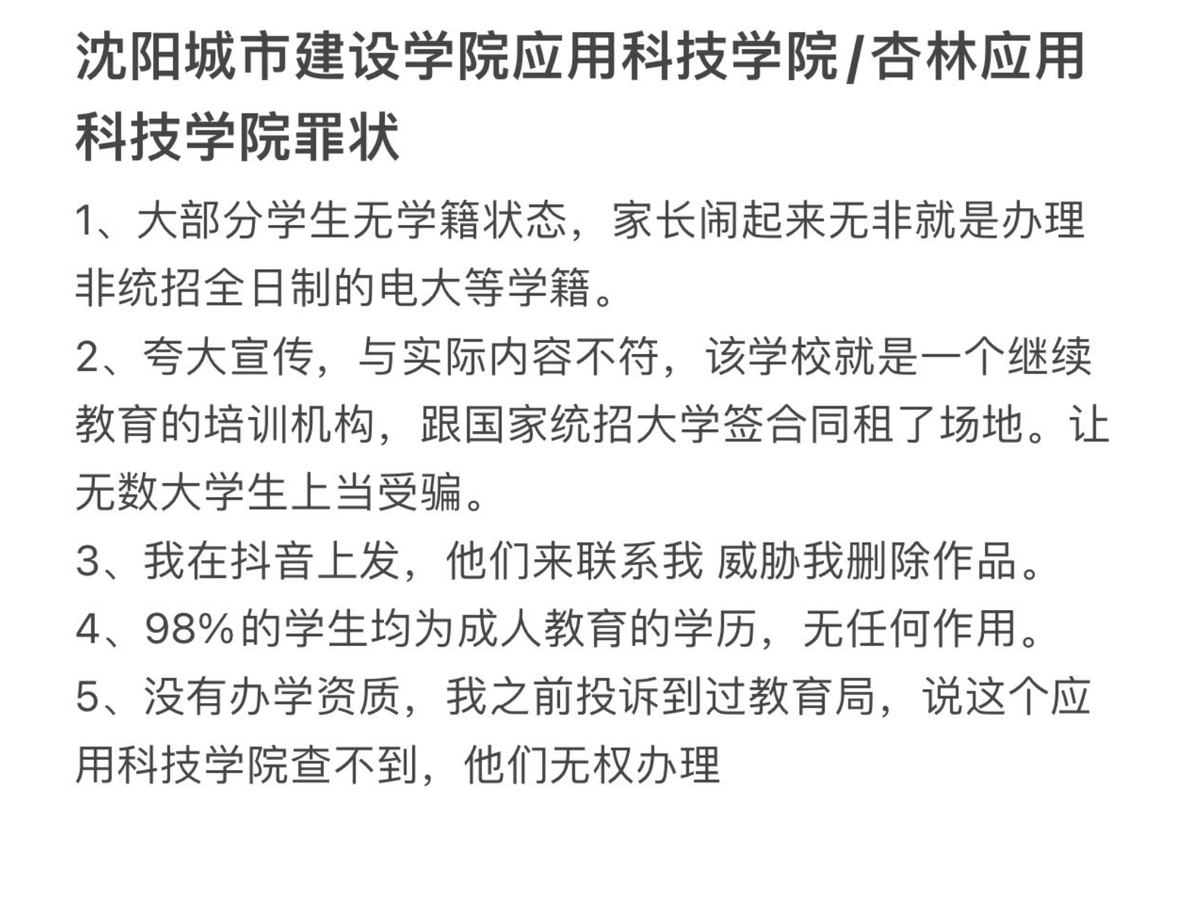 沈阳城市建设学院应用科技学院/杏林应用
科技学院罪状
1、大部分学生无学籍状态，家长闹起来无非就是办理
非统招全日制的电大等学籍。
2、夸大宣传，与实际内容不符，该学校就是一个继续
教育的培训机构，跟国家统招大学签合同租了场地。让
无数大学生上当受骗。
3、我在抖音上发，他们来联系我 威胁我删除作品。
4、98%的学生均为成人教育的学历，无任何作用。
5、没有办学资质，我之前投诉到过教育局，说这个应
用科技学院查不到，他们无权办理